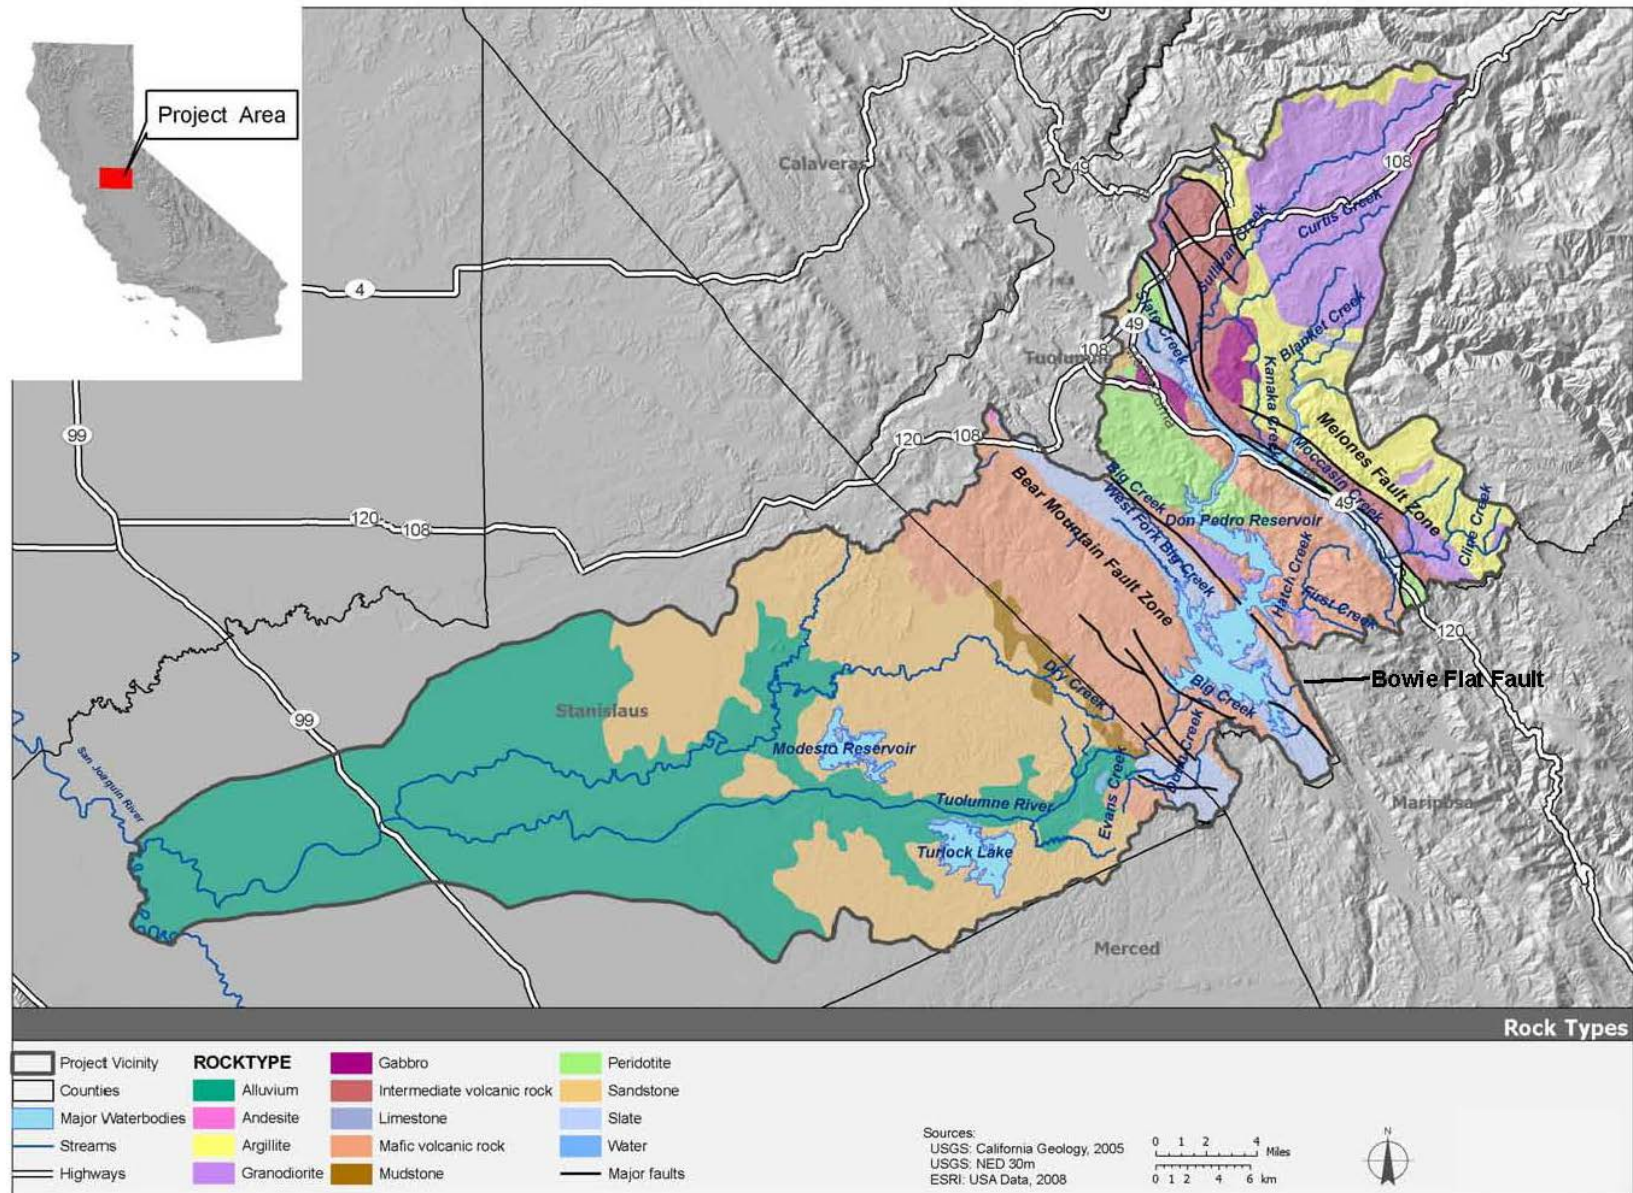 Project Area
Calaveras
49
108
Curtis Creek
Sullivan Creek
4
Slate Creek
49
108
Tuolumne
Blanket Creek
Kanaka Creek
99
120
108
Melones Fault Zone
Moccasin Creek
49
Big Creek
West Fork Big Creek
Bear Mountain Fault Zone
Don Pedro Reservoir
Cline Creek
120
108
Hatch Creek
First Creek
120
Bowie Flat Fault
Dry Creek
Big Creek
Stanislaus
99
Modesto Reservoir
San Joaquin River
Tuolumne River
Evans Creek
Mariposa
Turlock Lake
Merced
Rock Types
Project Vicinity
Counties
Major Waterbodies
Streams
Highways
ROCKTYPE
Alluvium
Andesite
Argillite
Granodiorite
Gabbro
Intermediate volcanic rock
Limestone
Mafic volcanic rock
Mudstone
Peridotite
Sandstone
Slate
Water
Major faults
Sources:
USGS: California Geology, 2005
USGS: NED 30m
ESRI: USA Data, 2008
0 1 2 4
Miles
0 1 2 4 6 km
N